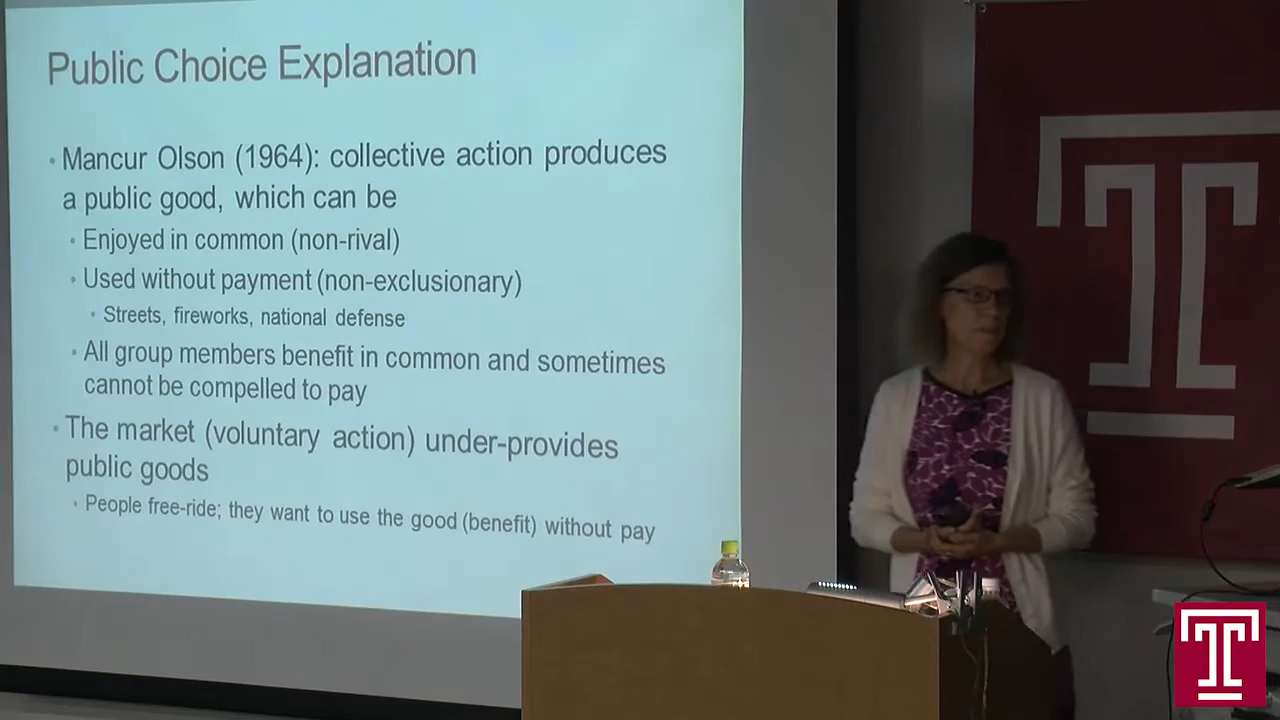 Public Choice Explanation
• Mancur Olson (1964): collective action produces
a public good, which can be
• Enjoyed in common (non-rival)
• Used without payment (non-exclusionary)
• Streets, fireworks, national defense
• All group members benefit in common and sometimes
cannot be compelled to pay
• The market (voluntary action) under-provides
public goods
• People free-ride; they want to use the good (benefit) without pay
T
T